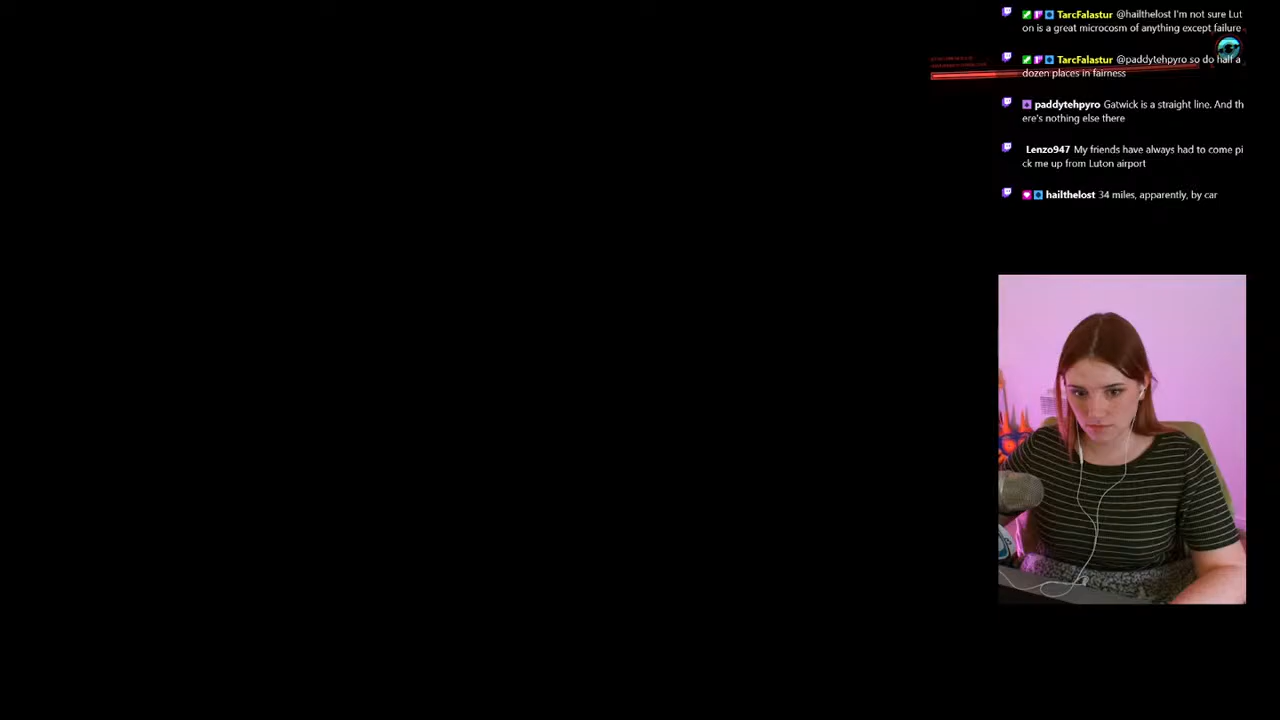 TarcFalastur @hailthelost I'm not sure Lut
on is a great microcosm of anything except failure
TarcFalastur @paddytehpyro so do half a
dozen places in fairness
paddytehpyro Gatwick is a straight line. And th
ere's nothing else there
Lenzo947 My friends have always had to come pi
ck me up from Luton airport
hailthelost 34 miles, apparently, by car